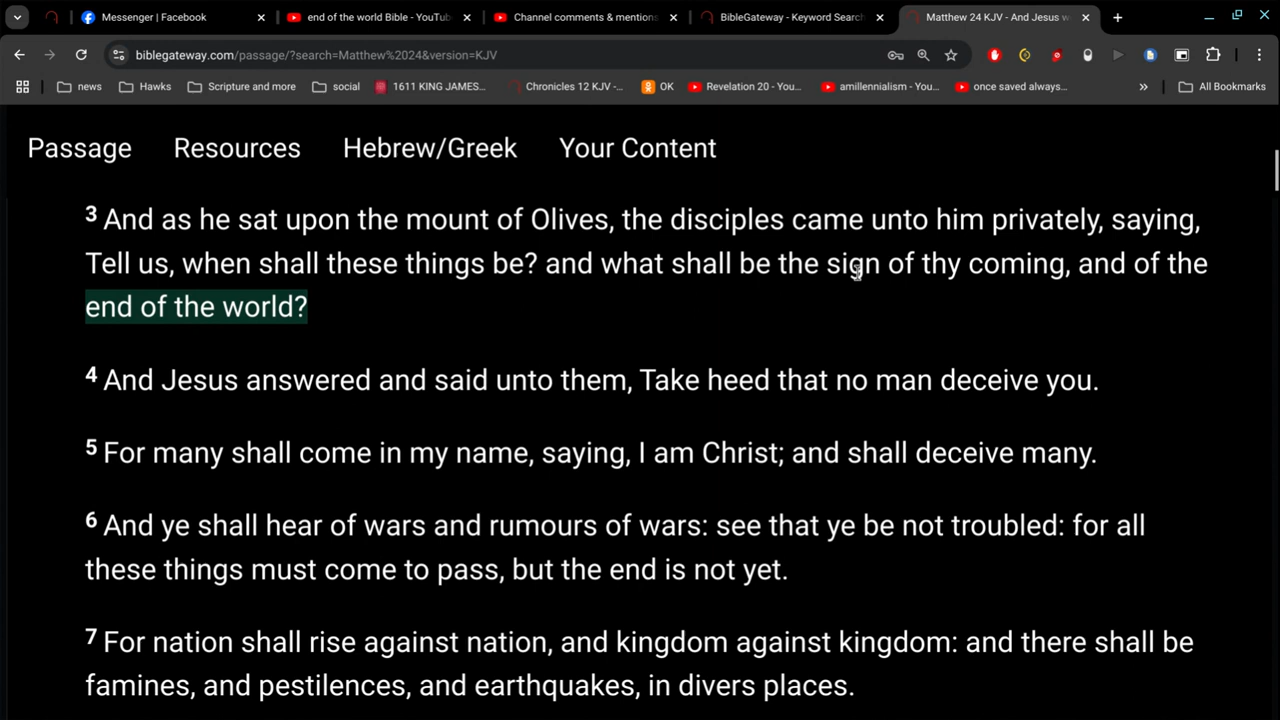 Messenger | Facebook
end of the world Bible - YouTub
Channel comments & mentions
BibleGateway - Keyword Searc
Matthew 24 KJV - And Jesus w
biblegateway.com/passage/?search=Matthew%2024&version=KJV
news
Hawks
Scripture and more
social
1611 KING JAMES...
Chronicles 12 KJV -...
OK
Revelation 20 - You...
amillennialism - You...
once saved always...
All Bookmarks
Passage Resources Hebrew/Greek Your Content
3 And as he sat upon the mount of Olives, the disciples came unto him privately, saying,
Tell us, when shall these things be? and what shall be the sign of thy coming, and of the
end of the world?
4 And Jesus answered and said unto them, Take heed that no man deceive you.
5 For many shall come in my name, saying, I am Christ; and shall deceive many.
6 And ye shall hear of wars and rumours of wars: see that ye be not troubled: for all
these things must come to pass, but the end is not yet.
7 For nation shall rise against nation, and kingdom against kingdom: and there shall be
famines, and pestilences, and earthquakes, in divers places.